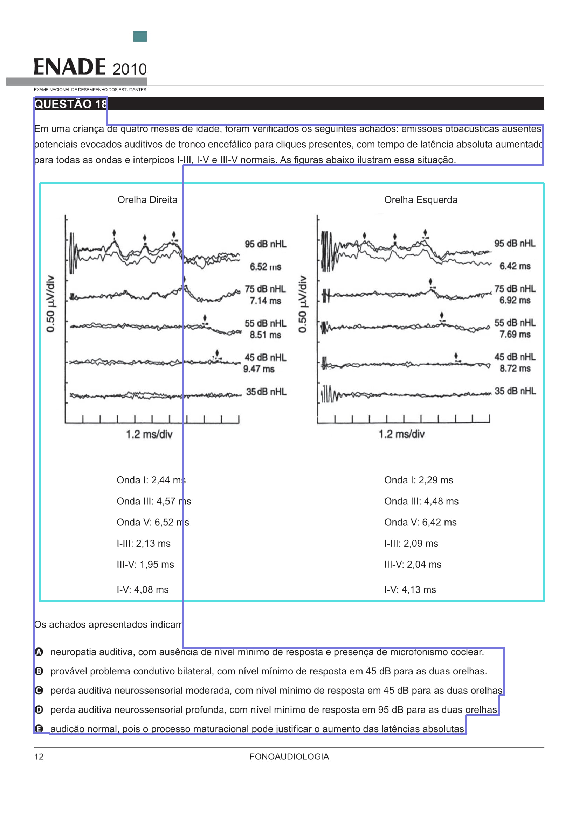 ENADE 2010
EXAME NACIONAL DE DESEMPENHO DOS ESTUDANTES
QUESTÃO 18
Em uma criança de quatro meses de idade, foram verificados os seguintes achados: emissões otoacústicas ausentes,
potenciais evocados auditivos de tronco encefálico para cliques presentes, com tempo de latência absoluta aumentado
para todas as ondas e interpicos I-III, I-V e III-V normais. As figuras abaixo ilustram essa situação.
Orelha Direita
0.50 µV/div
95 dB nHL
6.52 ms
75 dB nHL
7.14 ms
55 dB nHL
8.51 ms
45 dB nHL
9.47 ms
35 dB nHL
1.2 ms/div
Onda I: 2,44 ms
Onda III: 4,57 ms
Onda V: 6,52 ms
I-III: 2,13 ms
III-V: 1,95 ms
I-V: 4,08 ms
Orelha Esquerda
0.50 µV/div
95 dB nHL
6.42 ms
75 dB nHL
6.92 ms
55 dB nHL
7.69 ms
45 dB nHL
8.72 ms
35 dB nHL
1.2 ms/div
Onda I: 2,29 ms
Onda III: 4,48 ms
Onda V: 6,42 ms
I-III: 2,09 ms
III-V: 2,04 ms
I-V: 4,13 ms
Os achados apresentados indicam
A neuropatia auditiva, com ausência de nível mínimo de resposta e presença de microfonismo coclear.
B provável problema condutivo bilateral, com nível mínimo de resposta em 45 dB para as duas orelhas.
C perda auditiva neurossensorial moderada, com nível mínimo de resposta em 45 dB para as duas orelhas.
D perda auditiva neurossensorial profunda, com nível mínimo de resposta em 95 dB para as duas orelhas.
E audição normal, pois o processo maturacional pode justificar o aumento das latências absolutas.
12
FONOAUDIOLOGIA